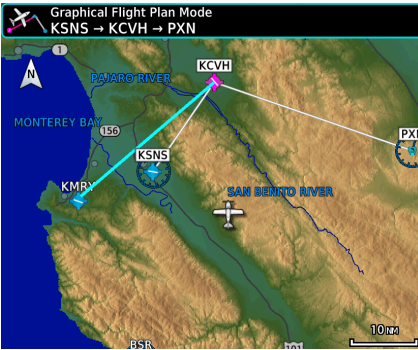 Graphical Flight Plan Mode
KSNS → KCVH → PXN
1
N
KCVH
PAJARO RIVER
MONTEREY BAY
156
KSNS
KMRY
SAN BENITO RIVER
10 NM
BSR
101